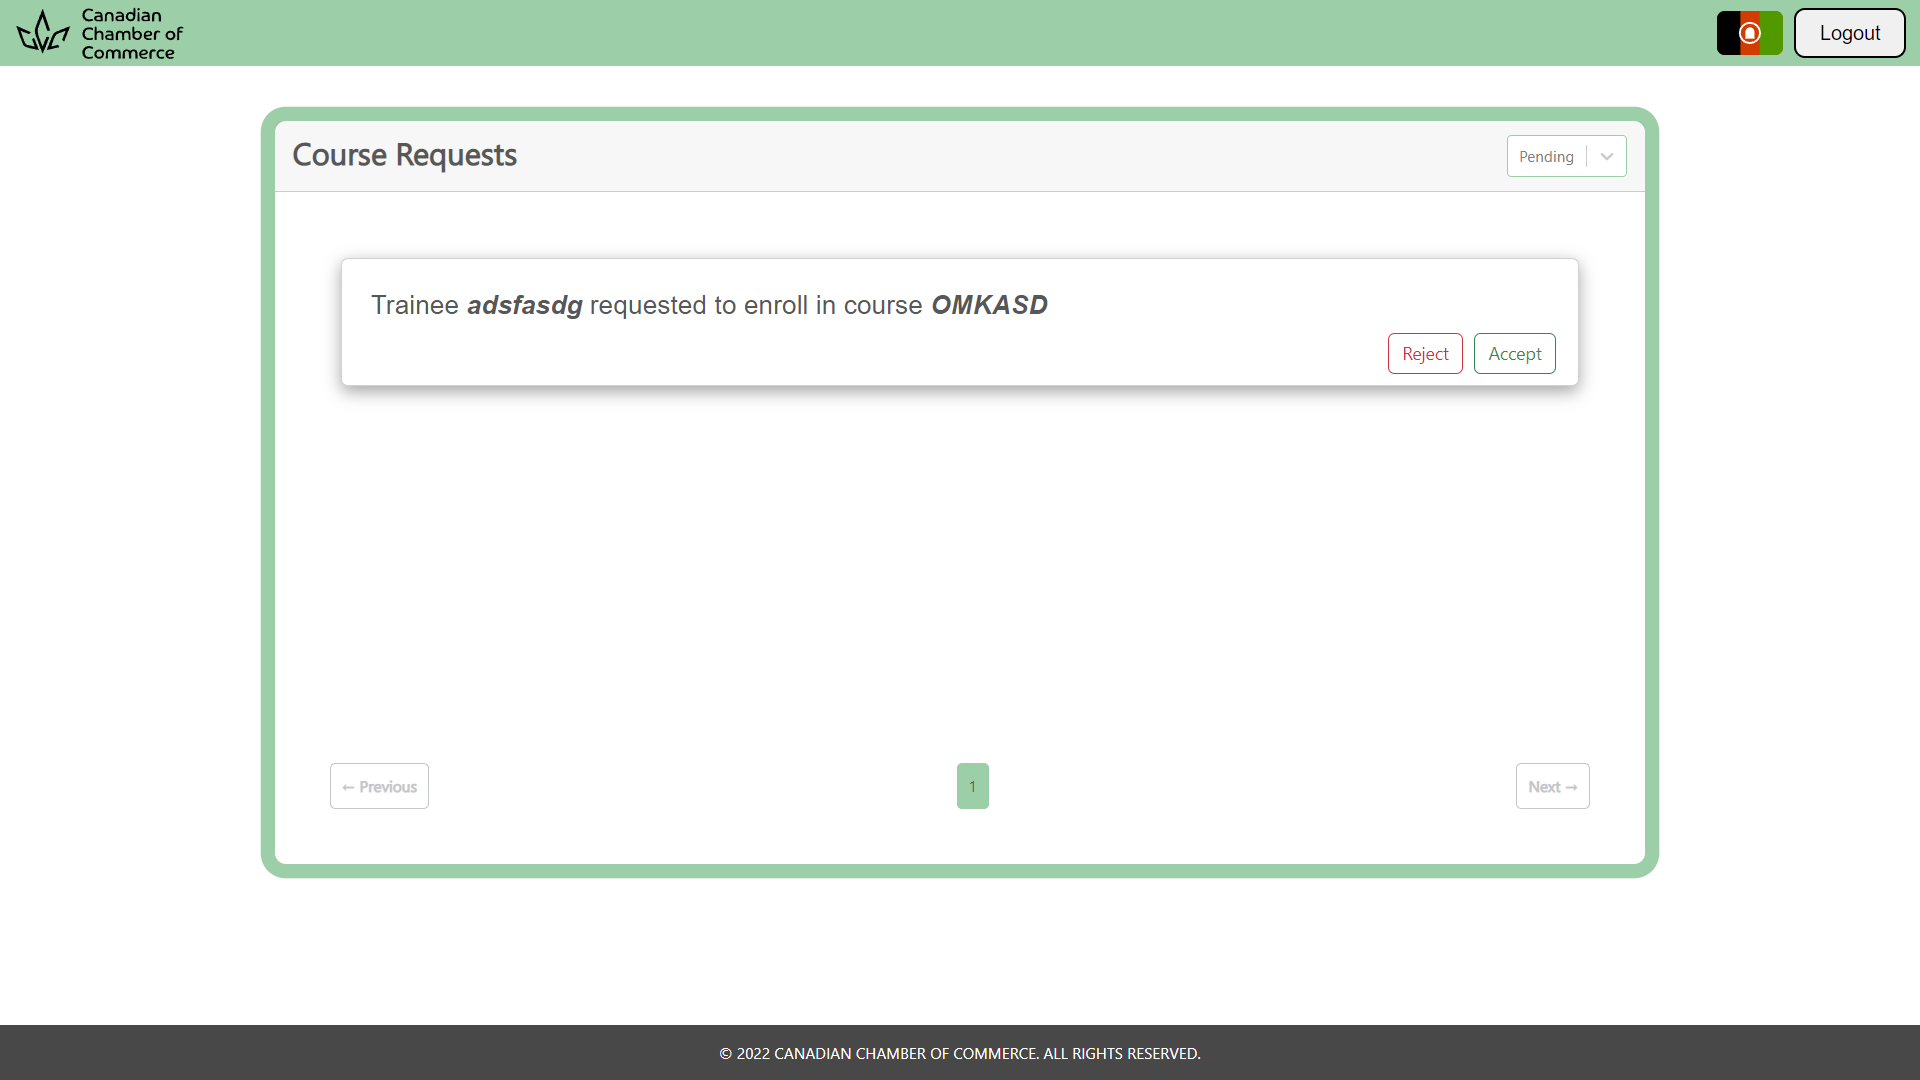 Canadian
Chamber of
Commerce
Logout
Course Requests
Pending
Trainee adsfasdg requested to enroll in course OMKASD
Reject
Accept
← Previous
1
Next →
© 2022 CANADIAN CHAMBER OF COMMERCE. ALL RIGHTS RESERVED.